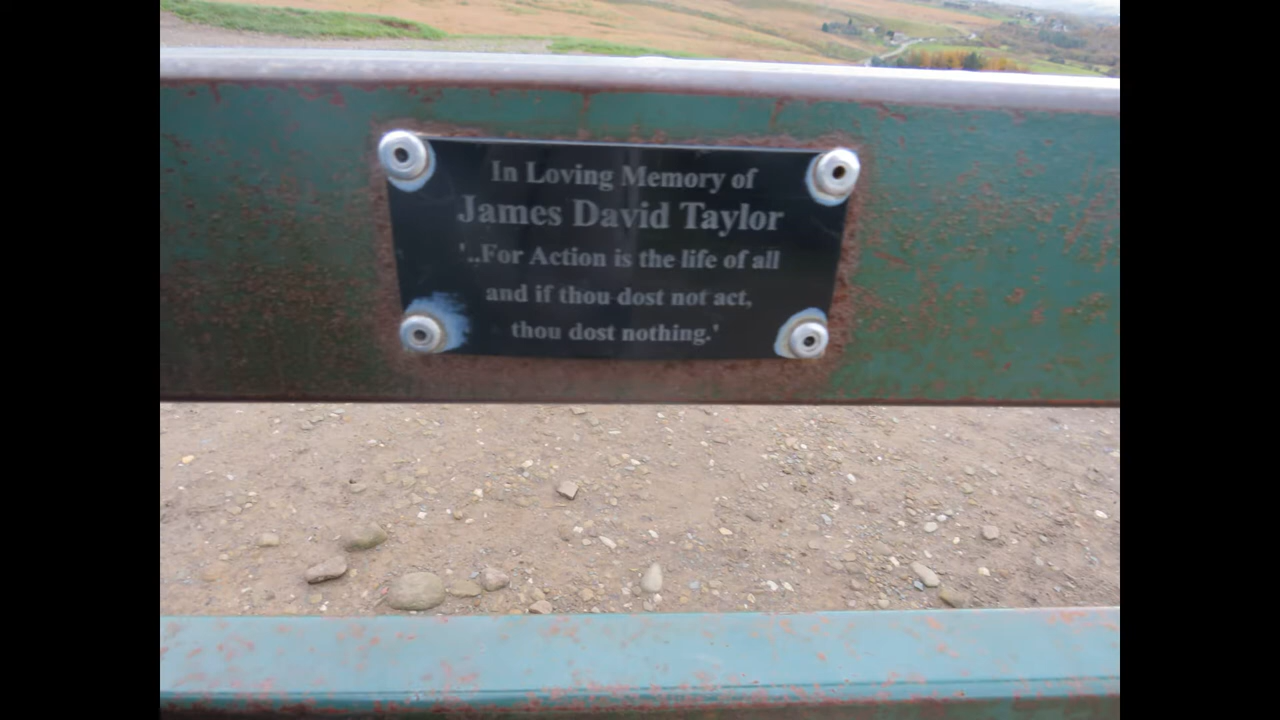 In Loving Memory of
James David Taylor
'..For Action is the life of all
and if thou dost not act,
thou dost nothing.'